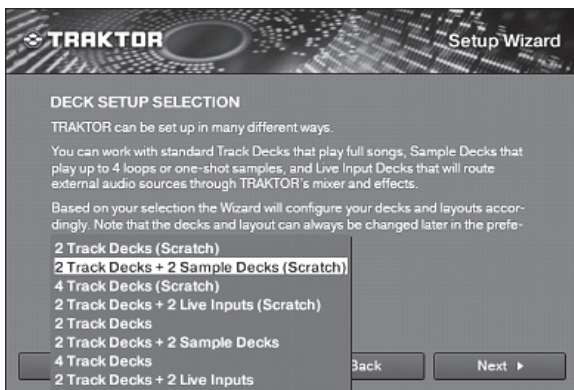 TRAKTOR
Setup Wizard
DECK SETUP SELECTION
TRAKTOR can be set up in many different ways.
You can work with standard Track Decks that play full songs, Sample Decks that
play up to 4 loops or one-shot samples, and Live Input Decks that will route
external audio sources through TRAKTOR's mixer and effects.
Based on your selection the Wizard will configure your decks and layouts accor-
dingly. Note that the decks and layout can always be changed later in the prefe-
2 Track Decks (Scratch)
2 Track Decks + 2 Sample Decks (Scratch)
4 Track Decks (Scratch)
2 Track Decks + 2 Live Inputs (Scratch)
2 Track Decks
2 Track Decks + 2 Sample Decks
4 Track Decks
2 Track Decks + 2 Live Inputs
Back
Next